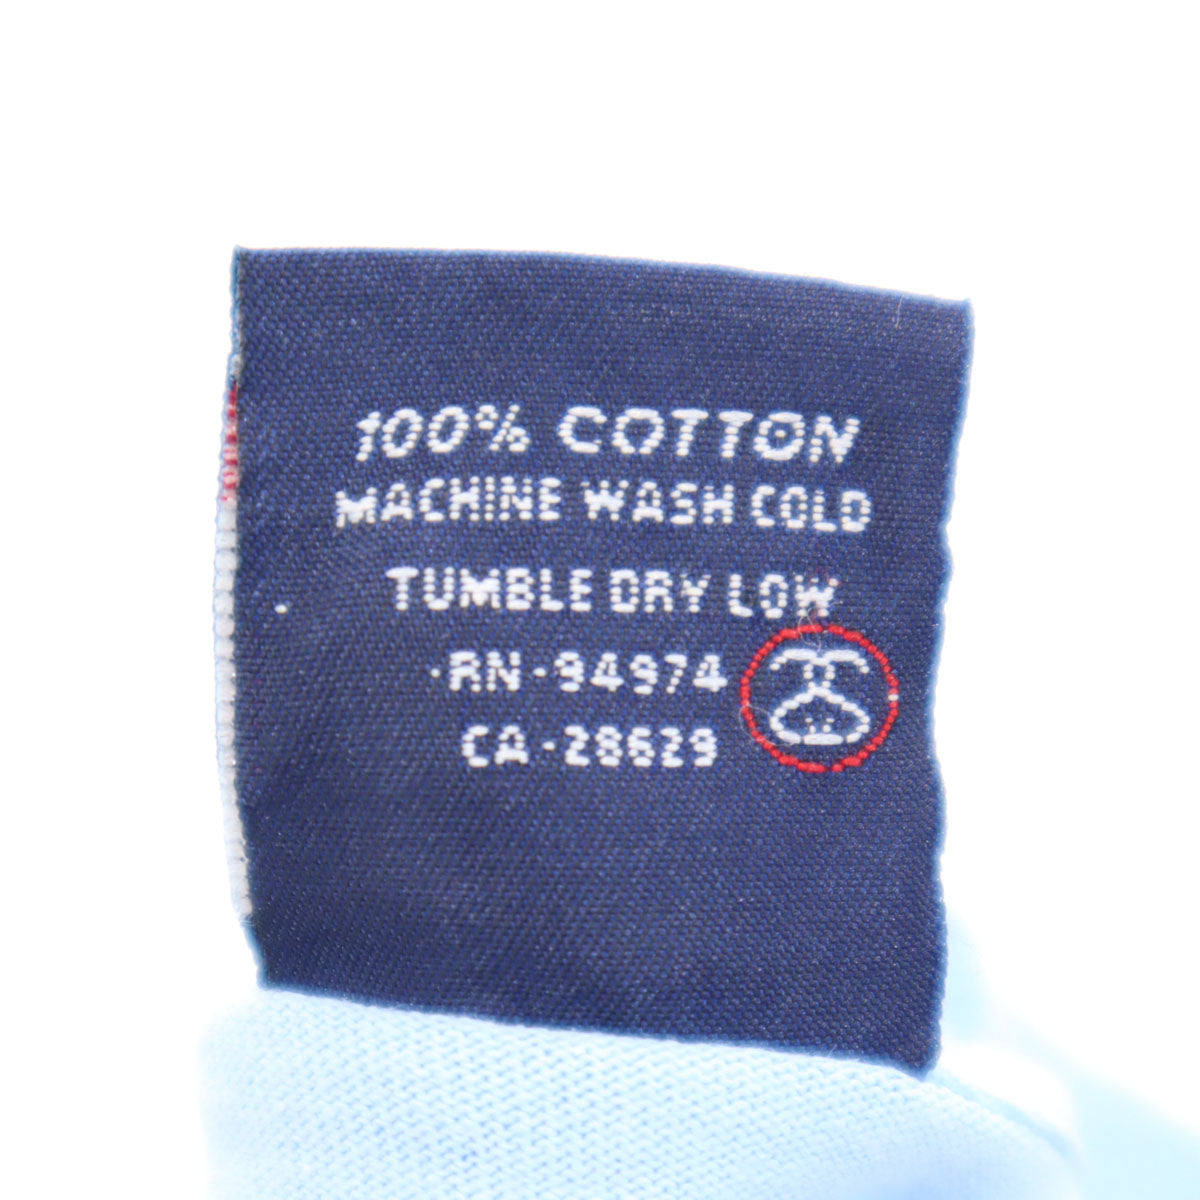 100% COTTON
MACHINE WASH COLD
TUMBLE DRY LOW
·RN·94974
CA·28629